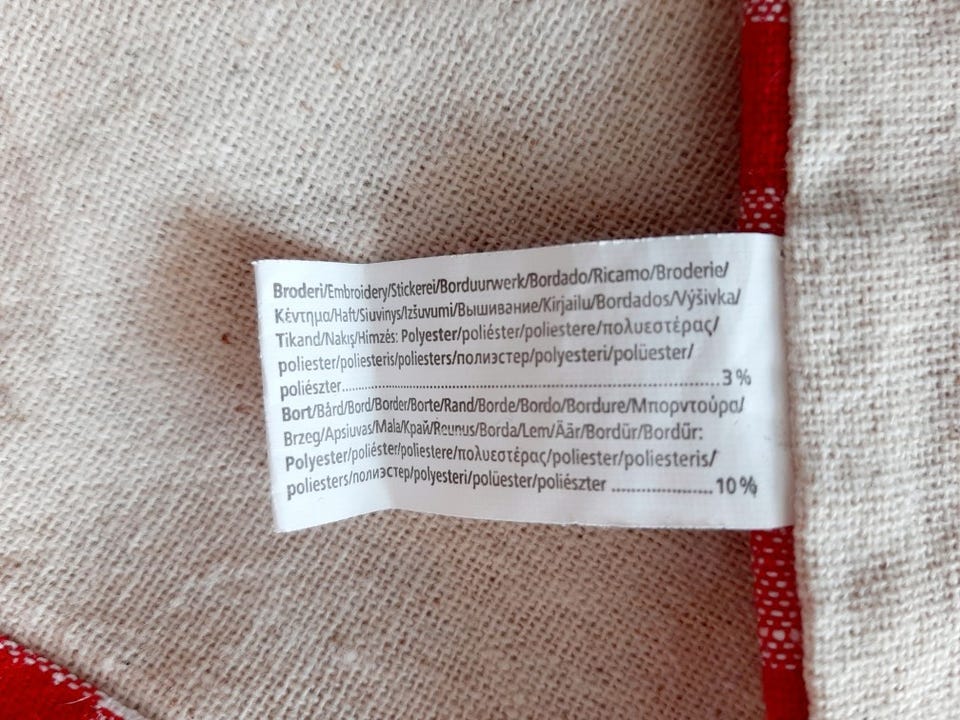 Broderi/Embroidery/Stickerei/Borduurwerk/Bordado/Ricamo/Broderie/
Κέντημα/Haft/Siuvinys/Izšuvumi/Вышивание/Kirjailu/Bordados/Výšivka/
Tikand/Nakış/Hímzés: Polyester/poliéster/poliestere/πολυεστέρας/
poliester/poliesteris/poliesters/полиэстер/polyesteri/polüester/
poliészter....................................................................3 %
Bort/Bård/Bord/Border/Borte/Rand/Borde/Bordo/Bordure/Μπορντούρα/
Brzeg/Apsiuvas/Mala/Край/Reunus/Borda/Lem/Äär/Bordür/Bordűr:
Polyester/poliéster/poliestere/πολυεστέρας/poliester/poliesteris/
poliesters/полиэстер/polyesteri/polüester/poliészter ....................10 %